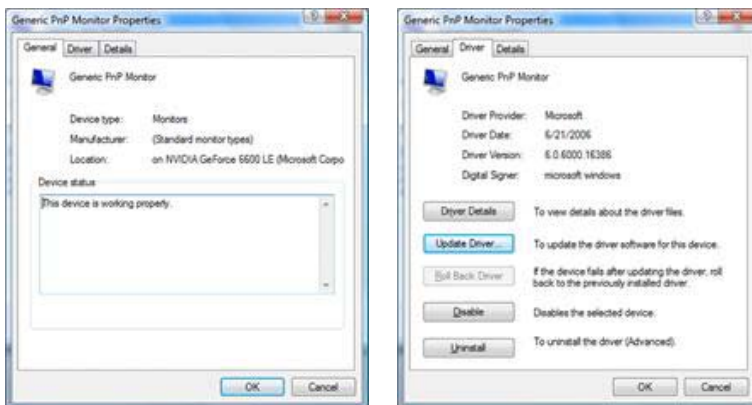 Generic PnP Monitor Properties
General Driver Details
Generic PnP Monitor
Device type: Monitors
Manufacturer: (Standard monitor types)
Location: on NVIDIA GeForce 6600 LE (Microsoft Corpo
Device status
This device is working properly.
OK Cancel
Generic PnP Monitor Properties
General Driver Details
Generic PnP Monitor
Driver Provider: Microsoft
Driver Date: 6/21/2006
Driver Version: 6.0.6000.16386
Digital Signer: microsoft windows
Driver Details To view details about the driver files.
Update Driver... To update the driver software for this device.
Roll Back Driver If the device fails after updating the driver, roll
back to the previously installed driver.
Disable Disables the selected device.
Uninstall To uninstall the driver (Advanced).
OK Cancel